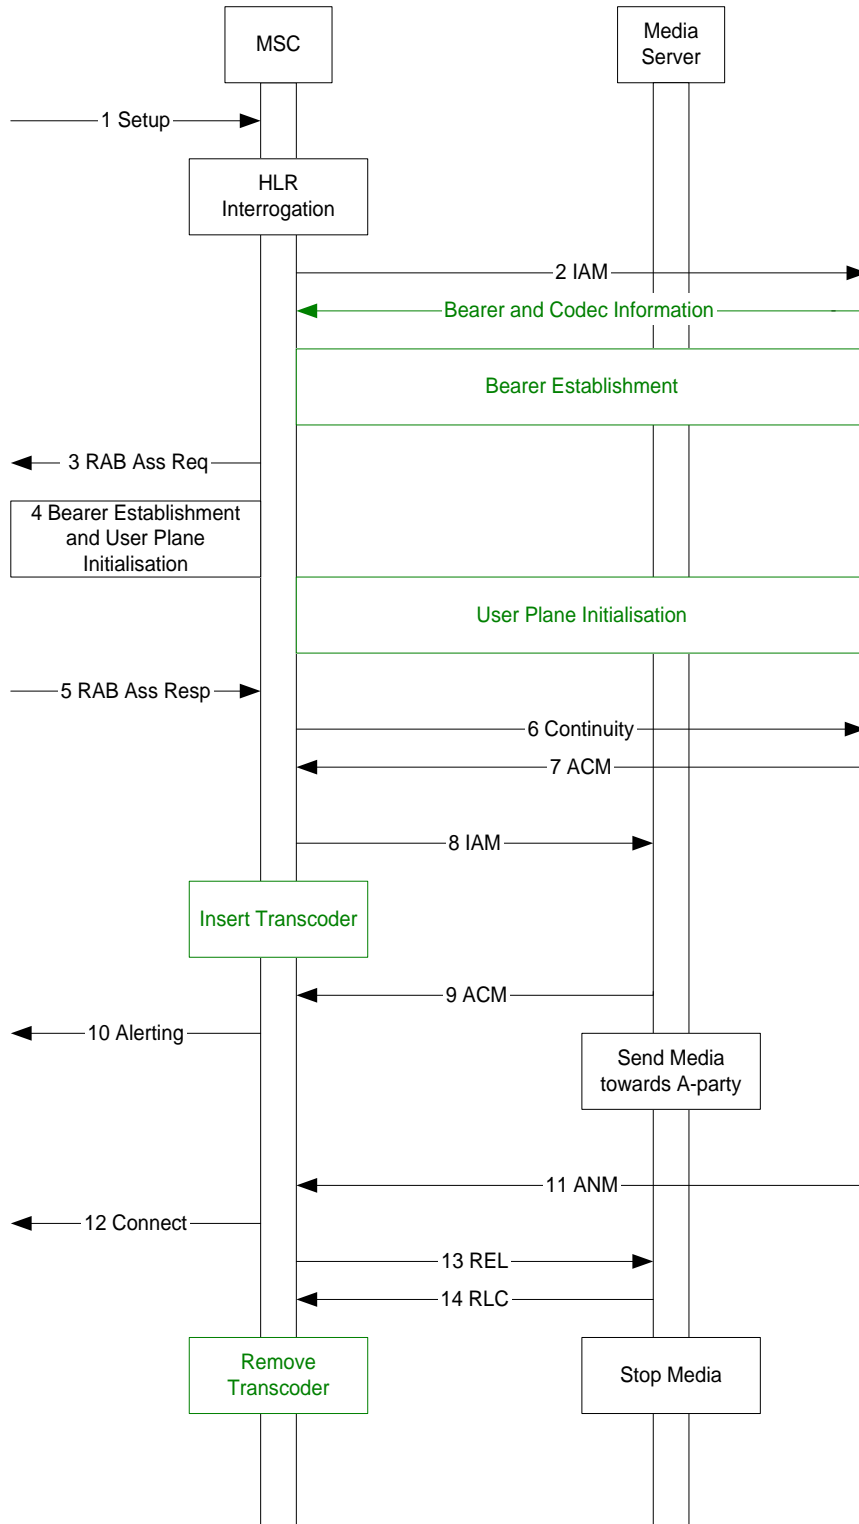 MSC
Media
Server
1 Setup
HLR
Interrogation
2 IAM
Bearer and Codec Information
Bearer Establishment
3 RAB Ass Req
4 Bearer Establishment
and User Plane
Initialisation
User Plane Initialisation
5 RAB Ass Resp
6 Continuity
7 ACM
8 IAM
Insert Transcoder
9 ACM
10 Alerting
Send Media
towards A-party
11 ANM
12 Connect
13 REL
14 RLC
Remove
Transcoder
Stop Media